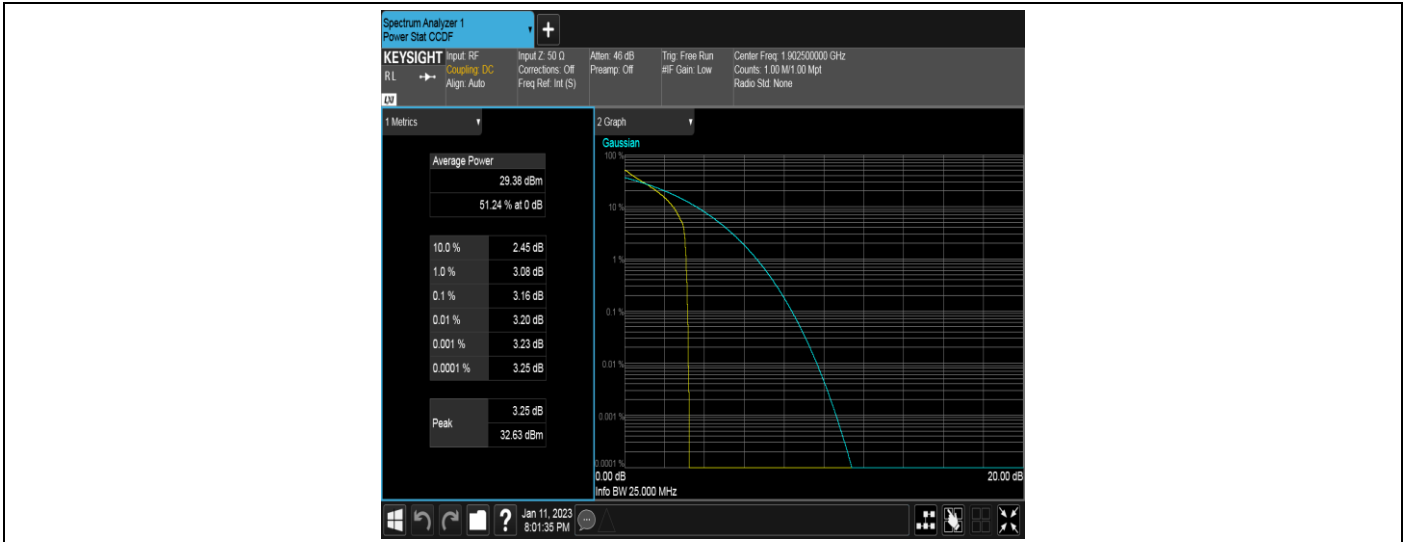 Spectrum Analyzer 1
Power Stat CCDF
+
KEYSIGHT
RL
LXI
Input: RF
Coupling: DC
Align: Auto
Input Z: 50 Ω
Corrections: Off
Freq Ref: Int (S)
Atten: 46 dB
Preamp: Off
Trig: Free Run
#IF Gain: Low
Center Freq: 1.902500000 GHz
Counts: 1.00 M/1.00 Mpt
Radio Std: None
1 Metrics
Average Power
29.38 dBm
51.24 % at 0 dB
10.0 % 2.45 dB
1.0 % 3.08 dB
0.1 % 3.16 dB
0.01 % 3.20 dB
0.001 % 3.23 dB
0.0001 % 3.25 dB
Peak
3.25 dB
32.63 dBm
2 Graph
Gaussian
100 %
10 %
1 %
0.1 %
0.01 %
0.001 %
0.0001 %
0.00 dB 20.00 dB
Info BW 25.000 MHz
?
Jan 11, 2023
8:01:35 PM